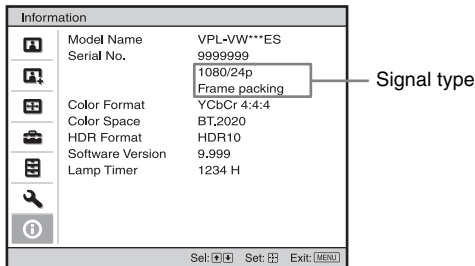 Information
Model Name VPL-VW***ES
Serial No. 9999999
1080/24p
Frame packing
Signal type
Color Format YCbCr 4:4:4
Color Space BT.2020
HDR Format HDR10
Software Version 9.999
Lamp Timer 1234 H
Sel: Set: Exit: MENU